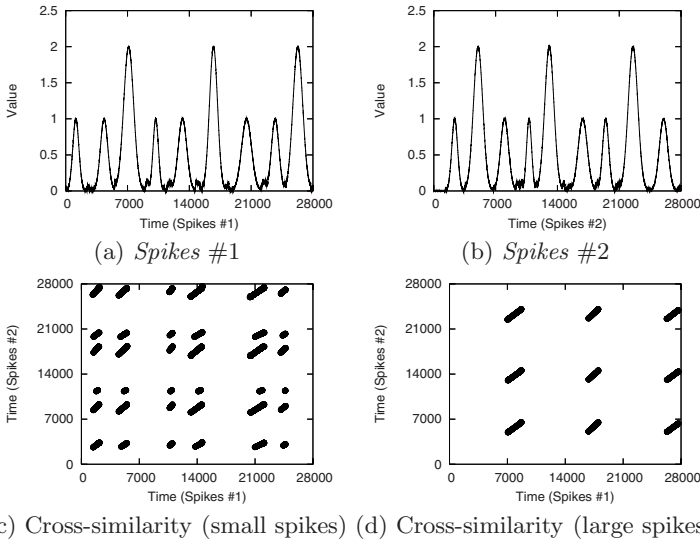 2.5
2
1.5
1
0.5
0
Value
0 7000 14000 21000 28000
Time (Spikes #1)
(a) Spikes #1
2.5
2
1.5
1
0.5
0
Value
0 7000 14000 21000 28000
Time (Spikes #2)
(b) Spikes #2
28000
21000
14000
7000
0
Time (Spikes #2)
0 7000 14000 21000 28000
Time (Spikes #1)
28000
21000
14000
7000
0
Time (Spikes #2)
0 7000 14000 21000 28000
Time (Spikes #1)
c) Cross-similarity (small spikes) (d) Cross-similarity (large spikes